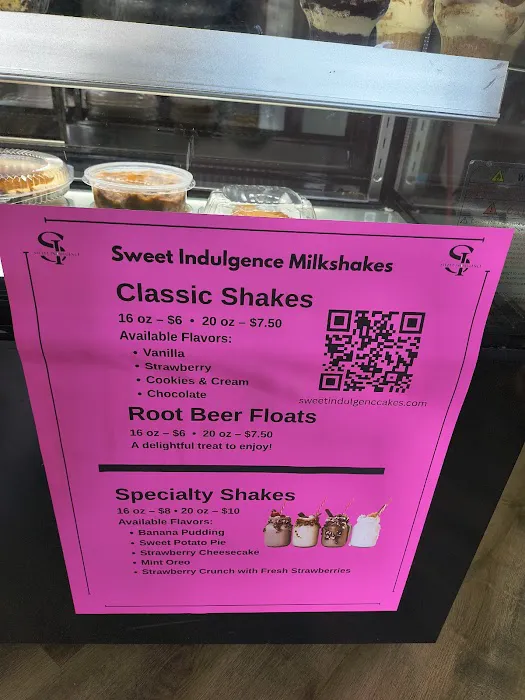 Sweet Indulgence Milkshakes
Classic Shakes
16 oz – $6 • 20 oz – $7.50
Available Flavors:
• Vanilla
• Strawberry
• Cookies & Cream
• Chocolate
sweetindulgenccakes.com
Root Beer Floats
16 oz – $6 • 20 oz – $7.50
A delightful treat to enjoy!
Specialty Shakes
16 oz – $8 • 20 oz – $10
Available Flavors:
• Banana Pudding
• Sweet Potato Pie
• Strawberry Cheesecake
• Mint Oreo
• Strawberry Crunch with Fresh Strawberries